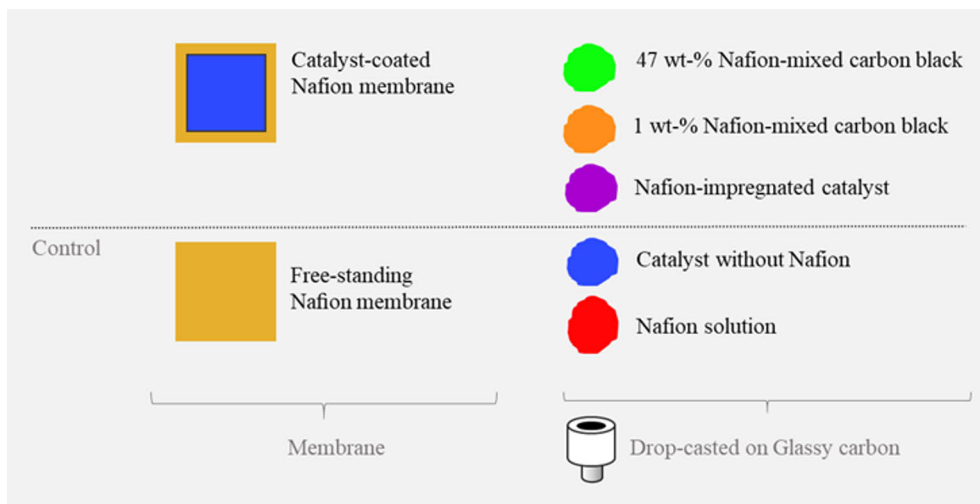 Catalyst-coated
Nafion membrane
47 wt-% Nafion-mixed carbon black
1 wt-% Nafion-mixed carbon black
Nafion-impregnated catalyst
Control
Free-standing
Nafion membrane
Catalyst without Nafion
Nafion solution
Membrane
Drop-casted on Glassy carbon